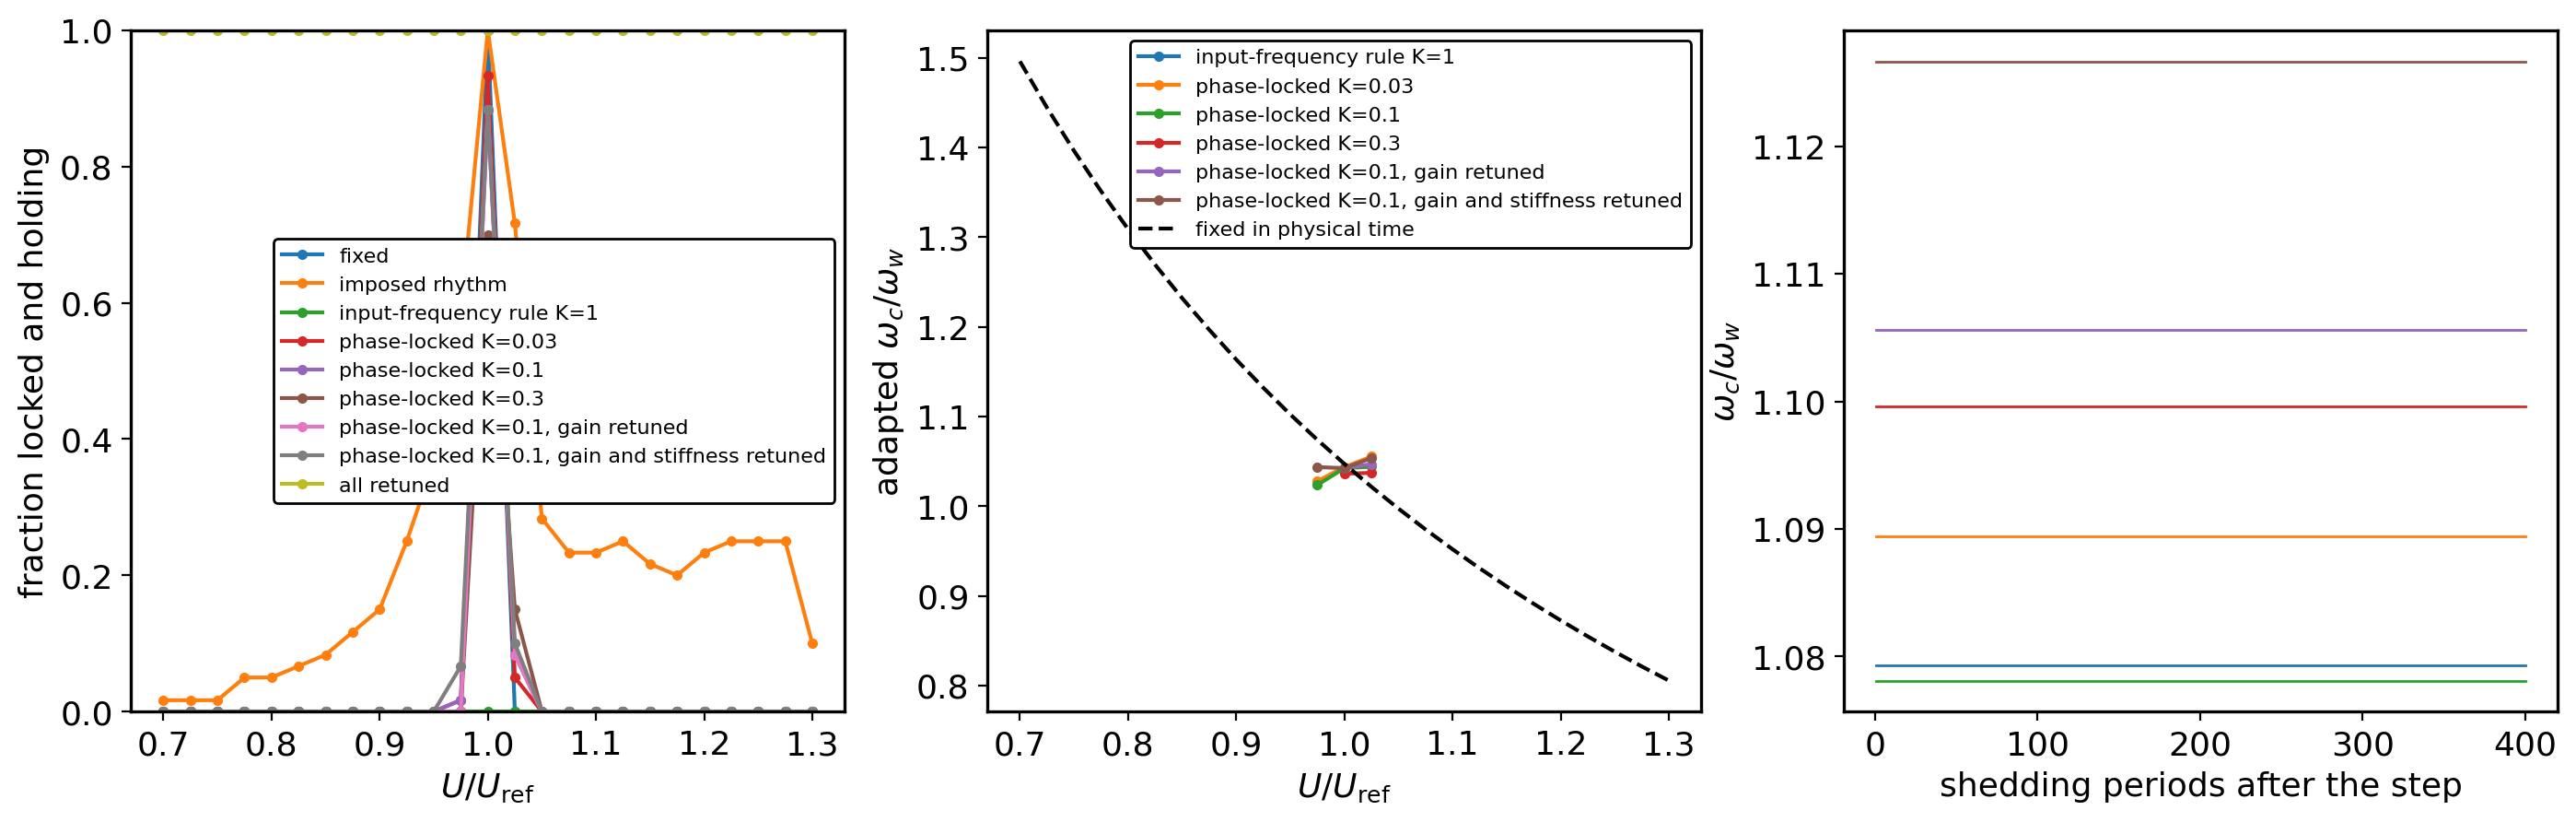 fraction locked and holding
1.0
0.8
0.6
0.4
0.2
0.0
fixed
imposed rhythm
input-frequency rule K=1
phase-locked K=0.03
phase-locked K=0.1
phase-locked K=0.3
phase-locked K=0.1, gain retuned
phase-locked K=0.1, gain and stiffness retuned
all retuned
0.7 0.8 0.9 1.0 1.1 1.2 1.3
U/U_ref
adapted ω_c/ω_w
1.5
1.4
1.3
1.2
1.1
1.0
0.9
0.8
input-frequency rule K=1
phase-locked K=0.03
phase-locked K=0.1
phase-locked K=0.3
phase-locked K=0.1, gain retuned
phase-locked K=0.1, gain and stiffness retuned
fixed in physical time
0.7 0.8 0.9 1.0 1.1 1.2 1.3
U/U_ref
ω_c/ω_w
1.12
1.11
1.10
1.09
1.08
0 100 200 300 400
shedding periods after the step